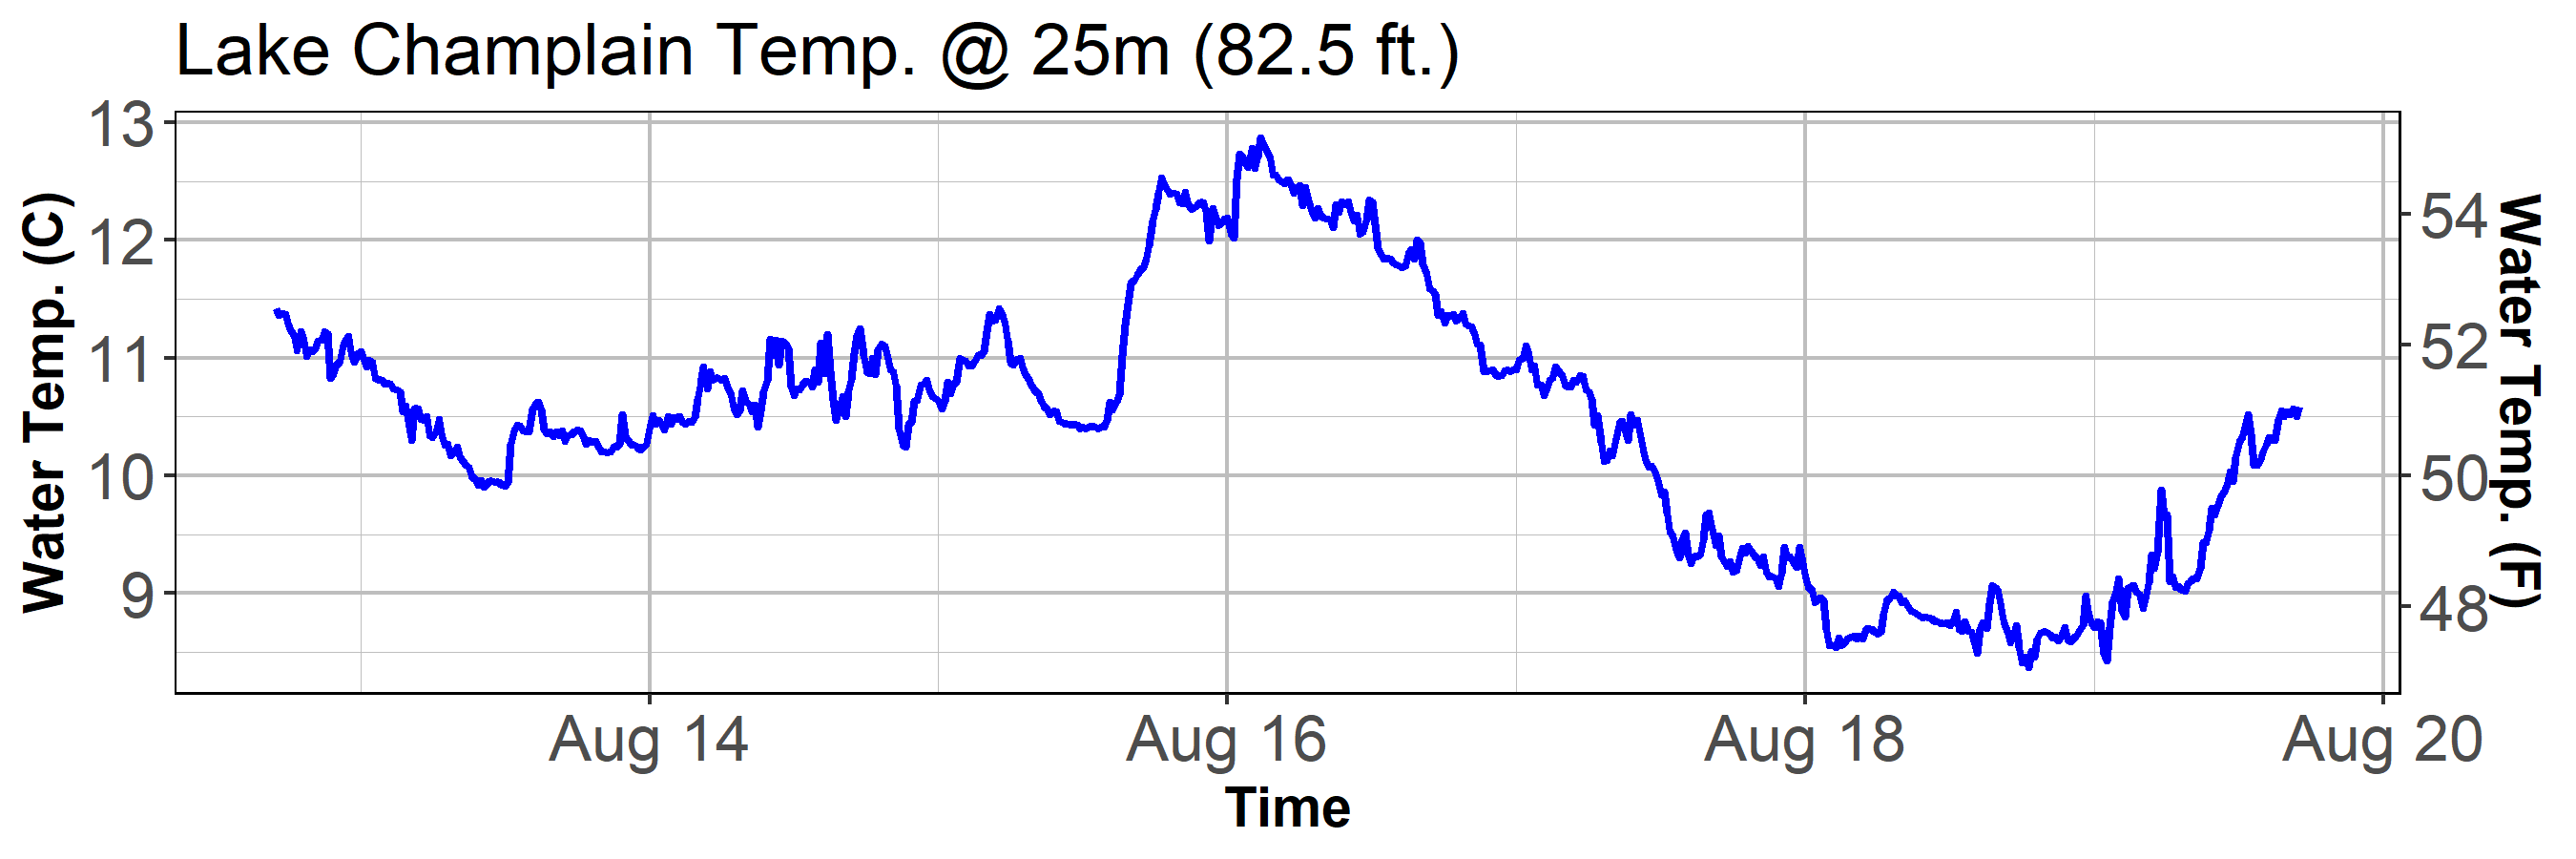 Lake Champlain Temp. @ 25m (82.5 ft.)
Water Temp. (C)
13
12
11
10
9
54
52
50
48
Water Temp. (F)
Aug 14
Aug 16
Aug 18
Aug 20
Time